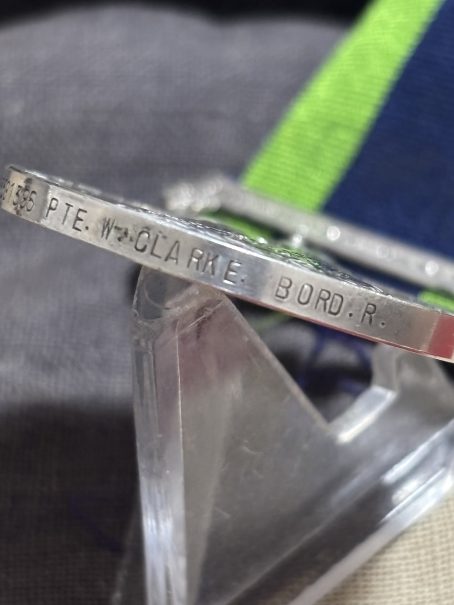 PTE. W. CLARKE. BORD. R.